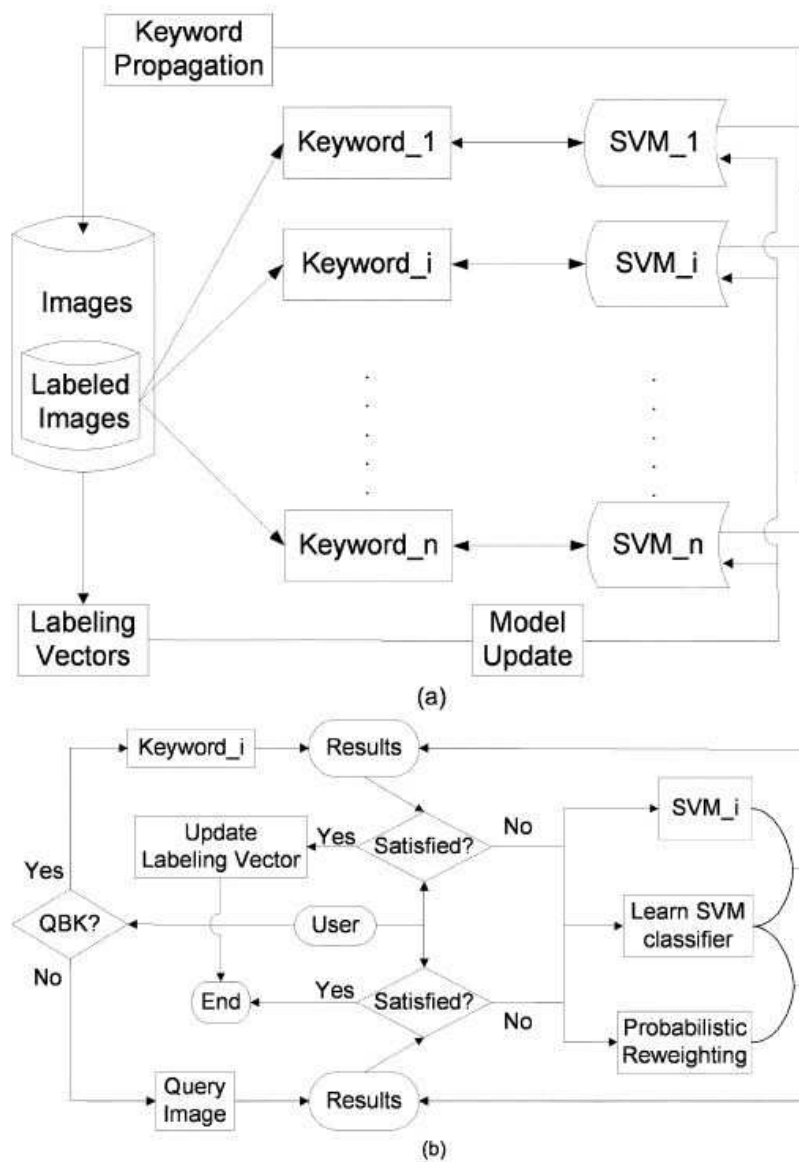 Keyword
Propagation
Keyword_1
SVM_1
Keyword_i
SVM_i
Images
Labeled
Images
Keyword_n
SVM_n
Labeling
Vectors
Model
Update
(a)
Keyword_i
Results
Update
Labeling Vector
Yes
Satisfied?
No
SVM_i
Yes
QBK?
User
Learn SVM
classifier
No
End
Yes
Satisfied?
No
Probabilistic
Reweighting
Query
Image
Results
(b)